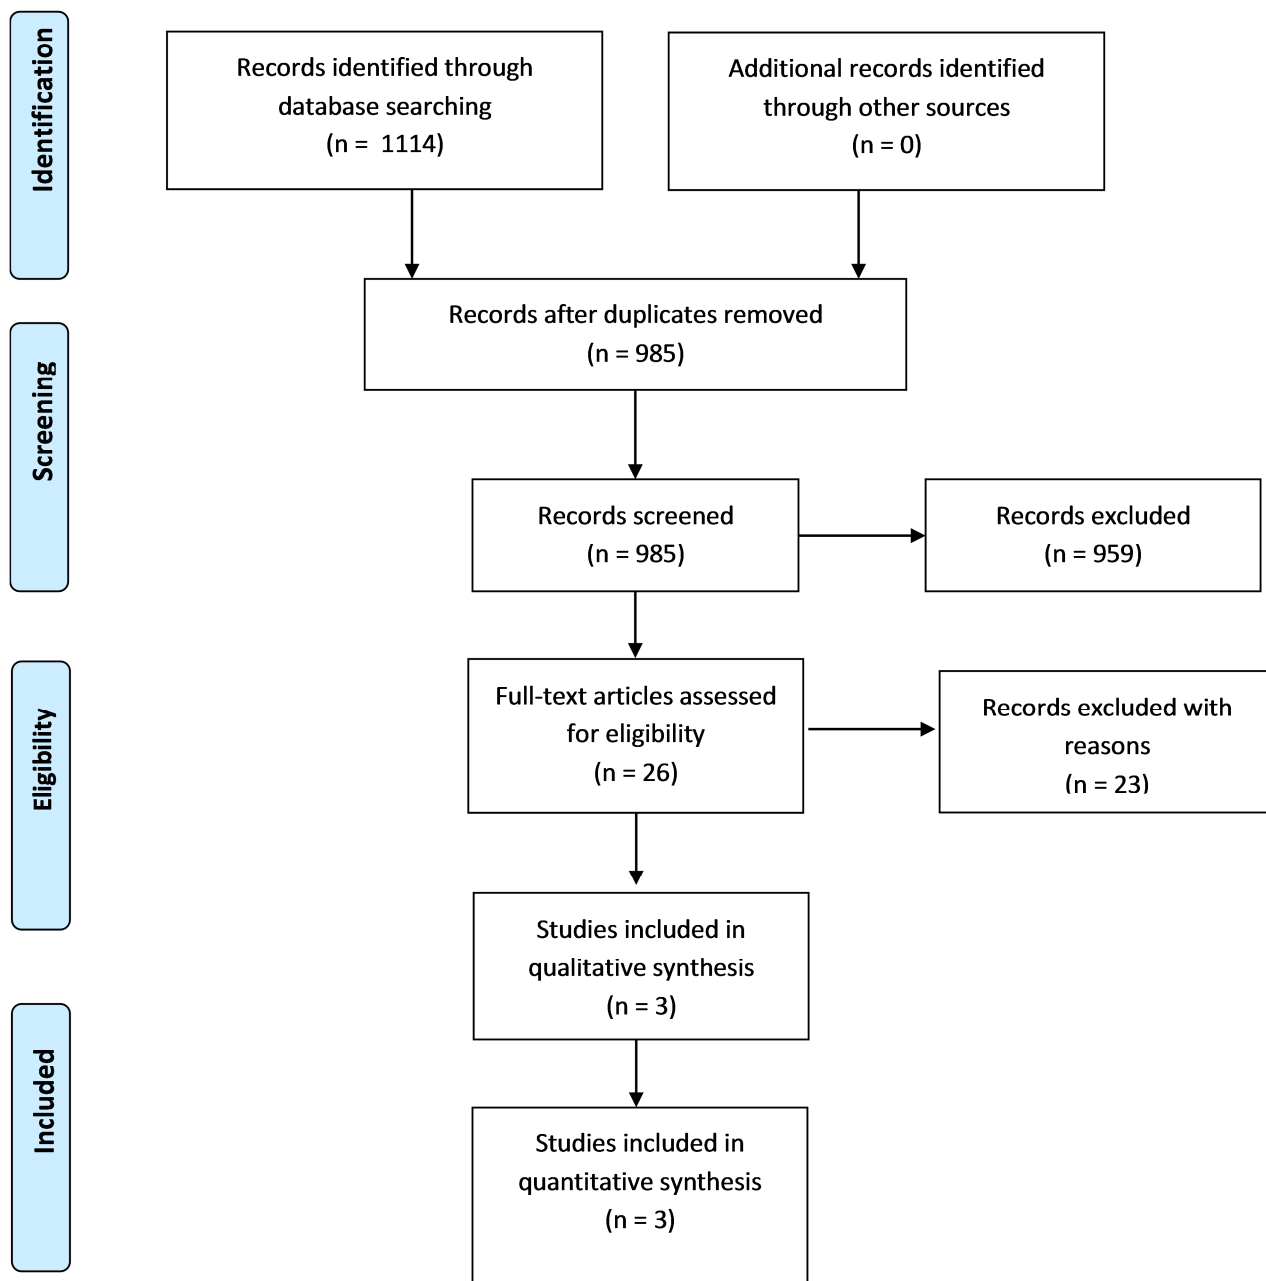 Identification
Records identified through
database searching
(n =  1114)
Additional records identified
through other sources
(n = 0)
Records after duplicates removed
(n = 985)
Screening
Records screened
(n = 985)
Records excluded
(n = 959)
Eligibility
Full-text articles assessed
for eligibility
(n = 26)
Records excluded with
reasons
(n = 23)
Studies included in
qualitative synthesis
(n = 3)
Included
Studies included in
quantitative synthesis
(n = 3)